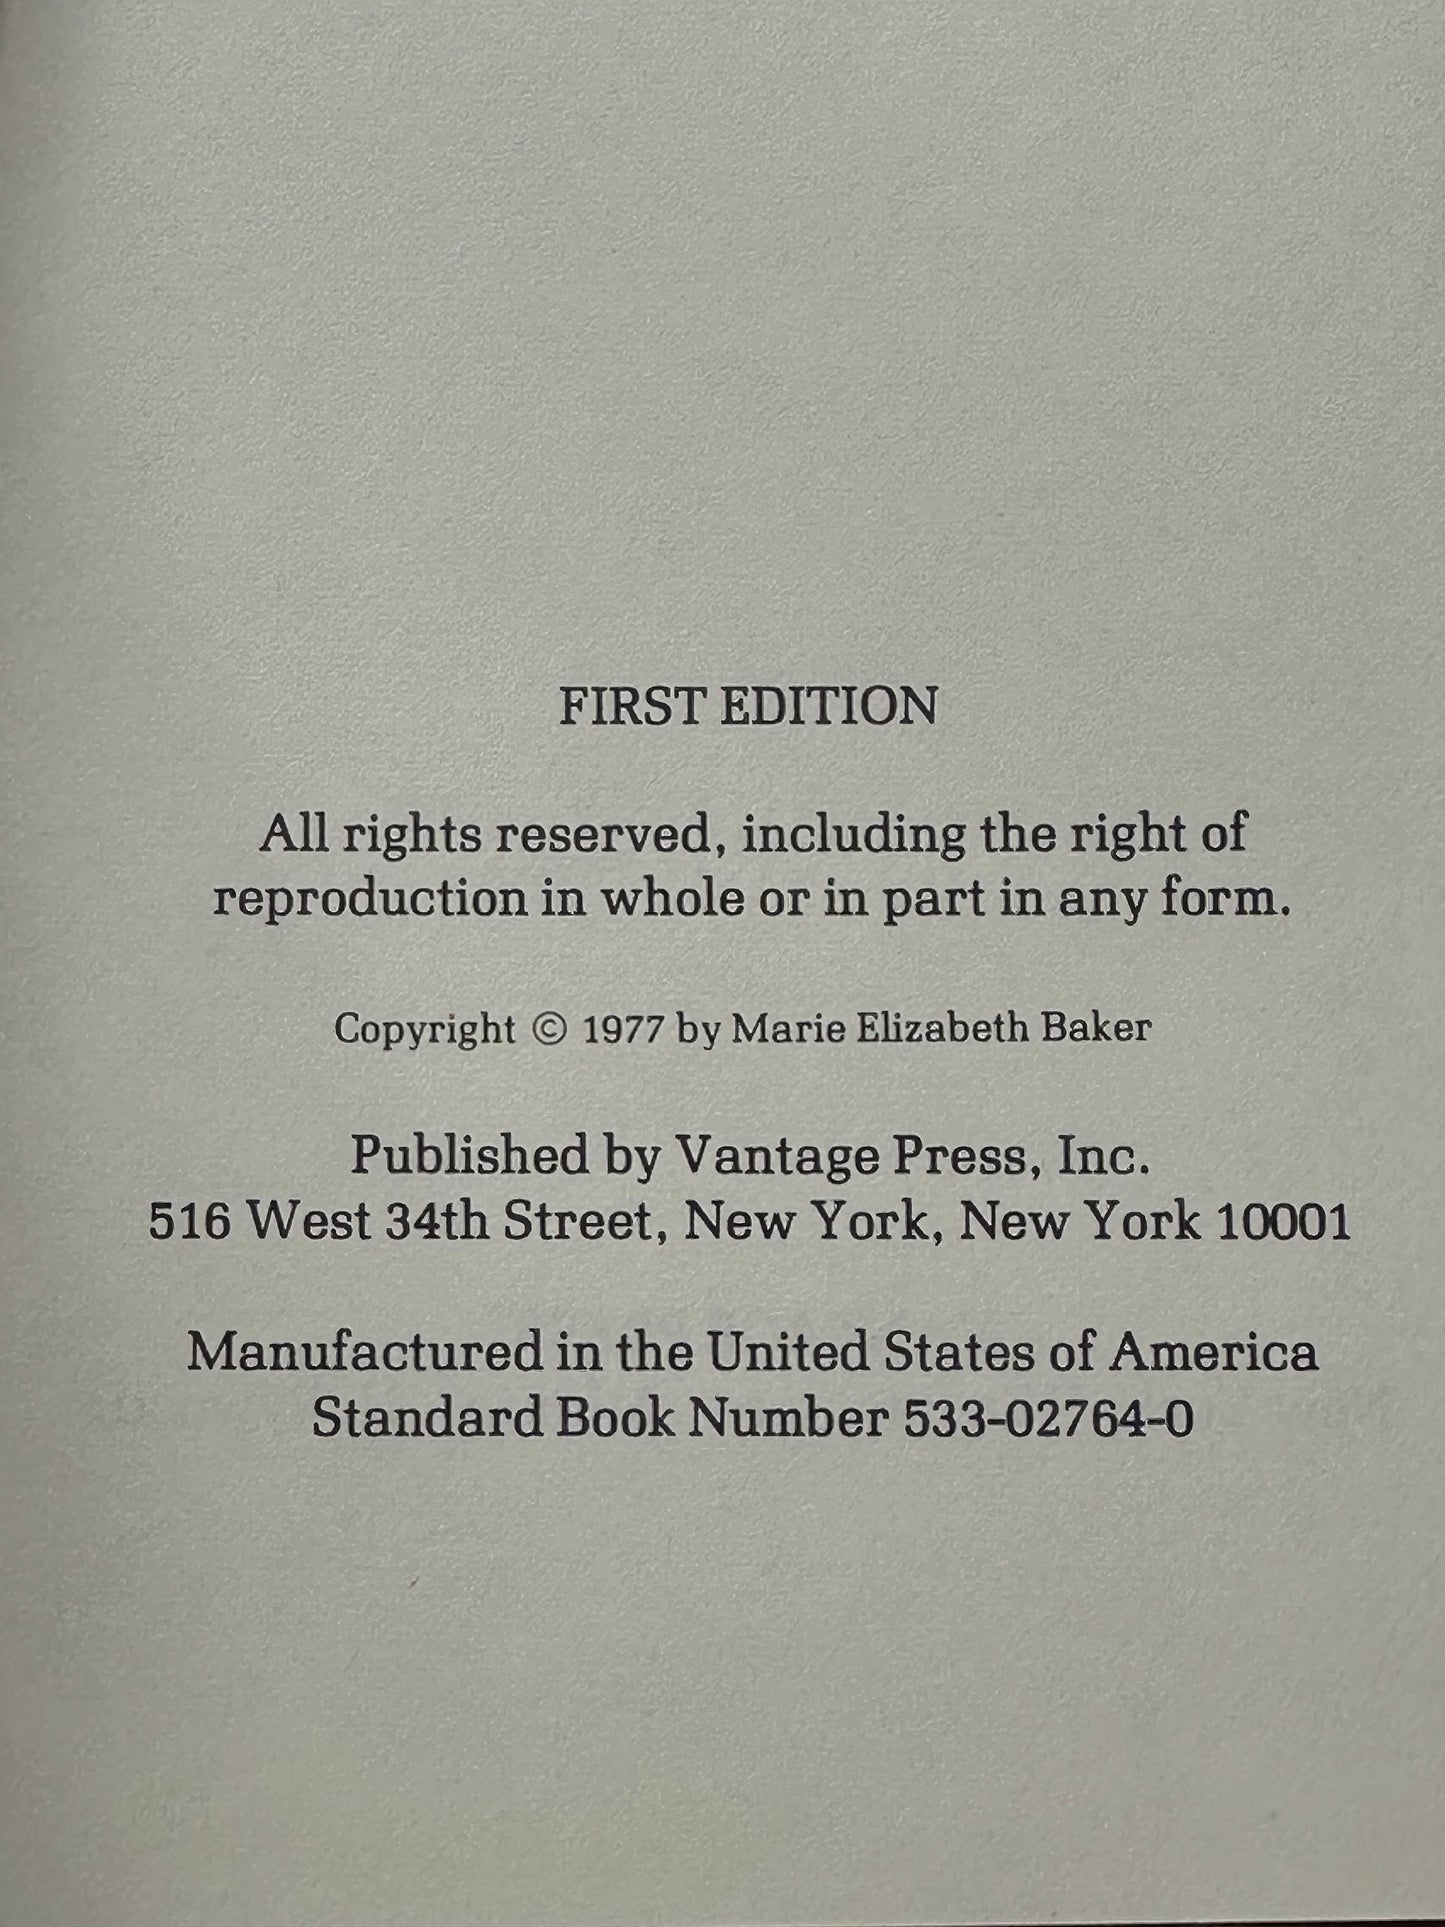 FIRST EDITION
All rights reserved, including the right of
reproduction in whole or in part in any form.
Copyright © 1977 by Marie Elizabeth Baker
Published by Vantage Press, Inc.
516 West 34th Street, New York, New York 10001
Manufactured in the United States of America
Standard Book Number 533-02764-0